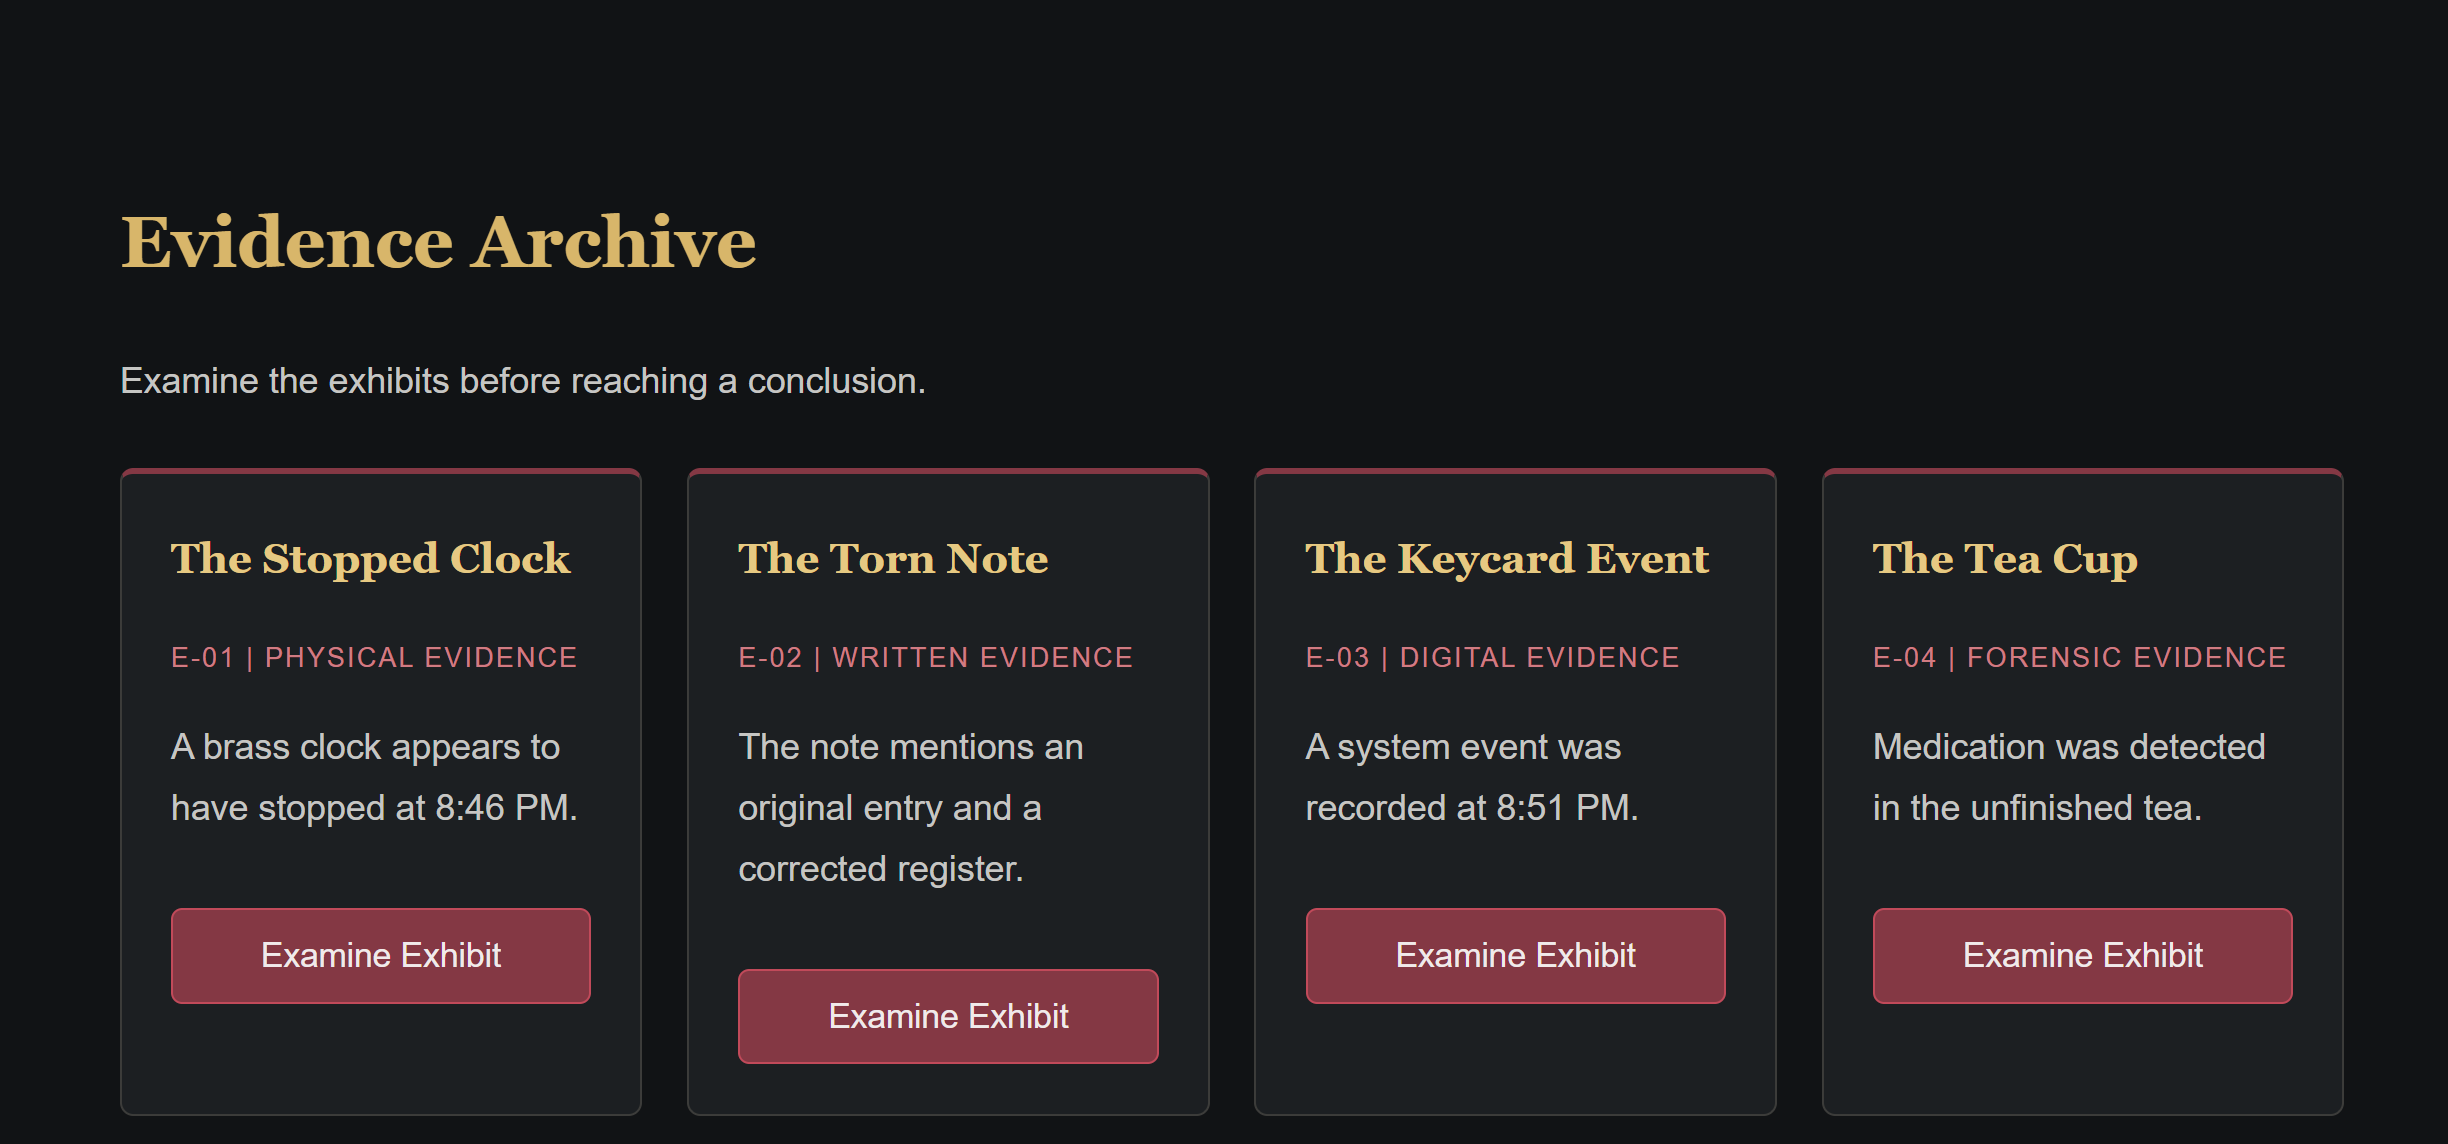 Evidence Archive
Examine the exhibits before reaching a conclusion.
The Stopped Clock
E-01 | PHYSICAL EVIDENCE
A brass clock appears to
have stopped at 8:46 PM.
Examine Exhibit
The Torn Note
E-02 | WRITTEN EVIDENCE
The note mentions an
original entry and a
corrected register.
Examine Exhibit
The Keycard Event
E-03 | DIGITAL EVIDENCE
A system event was
recorded at 8:51 PM.
Examine Exhibit
The Tea Cup
E-04 | FORENSIC EVIDENCE
Medication was detected
in the unfinished tea.
Examine Exhibit